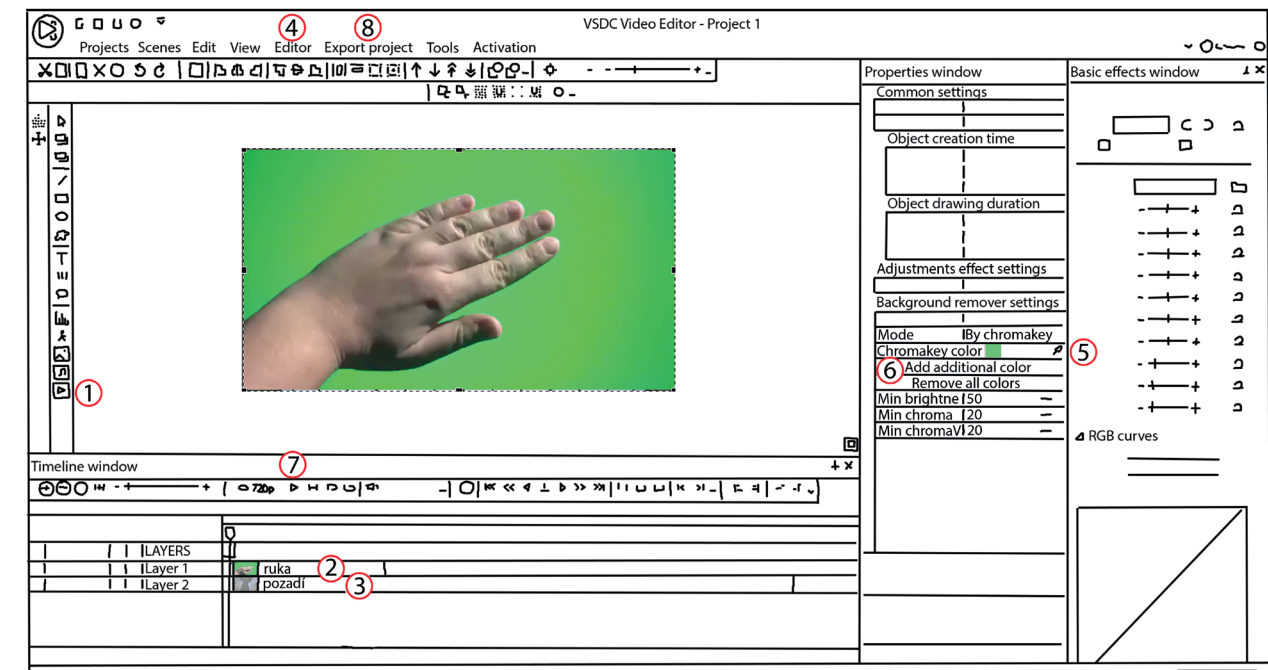 VSDC Video Editor - Project 1
4
8
Projects Scenes Edit View Editor Export project Tools Activation
Properties window
Basic effects window
Common settings
Object creation time
Object drawing duration
Adjustments effect settings
Background remover settings
Mode By chromakey
Chromakey color
5
6 Add additional color
Remove all colors
Min brightne 50
Min chroma 20
Min chromaV 20
1
RGB curves
Timeline window
7
720p
LAYERS
Layer 1 ruka 2
Layer 2 pozadí 3